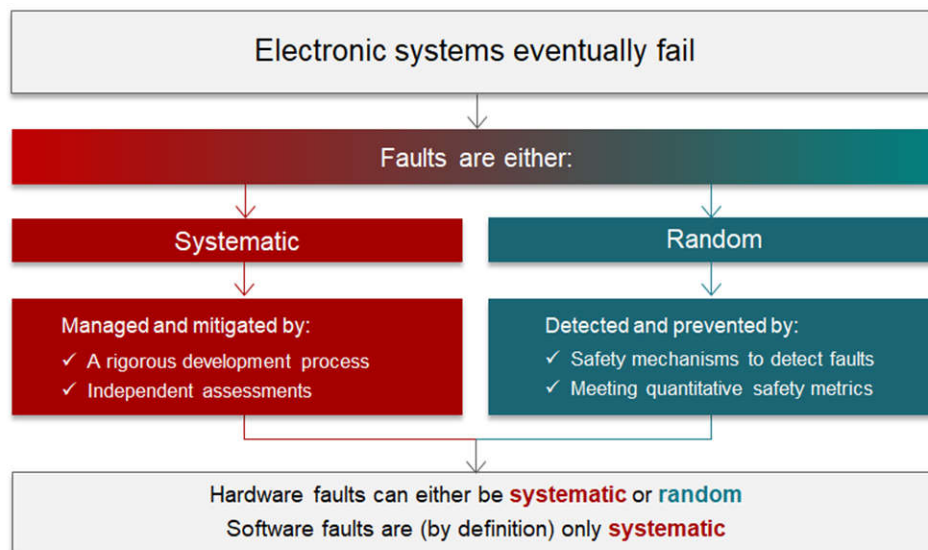 Electronic systems eventually fail
Faults are either:
Systematic
Random
Managed and mitigated by:
✓ A rigorous development process
✓ Independent assessments
Detected and prevented by:
✓ Safety mechanisms to detect faults
✓ Meeting quantitative safety metrics
Hardware faults can either be systematic or random
Software faults are (by definition) only systematic